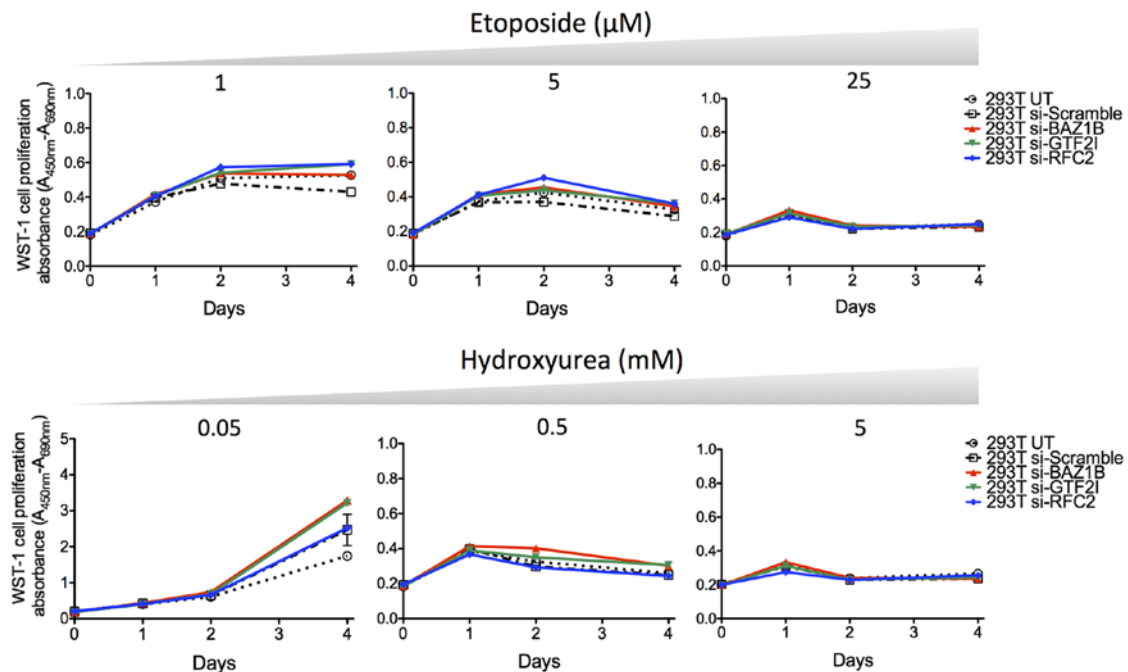 Etoposide (µM)
1 5 25
WST-1 cell proliferation
absorbance (A450nm-A690nm)
1.0 0.8 0.6 0.4 0.2 0.0
0 1 2 3 4
Days
1.0 0.8 0.6 0.4 0.2 0.0
0 1 2 3 4
Days
1.0 0.8 0.6 0.4 0.2 0.0
0 1 2 3 4
Days
293T UT
293T si-Scramble
293T si-BAZ1B
293T si-GTF2I
293T si-RFC2
Hydroxyurea (mM)
0.05 0.5 5
WST-1 cell proliferation
absorbance (A450nm-A690nm)
5 4 3 2 1 0
0 1 2 3 4
Days
1.0 0.8 0.6 0.4 0.2 0.0
0 1 2 3 4
Days
1.0 0.8 0.6 0.4 0.2 0.0
0 1 2 3 4
Days
293T UT
293T si-Scramble
293T si-BAZ1B
293T si-GTF2I
293T si-RFC2